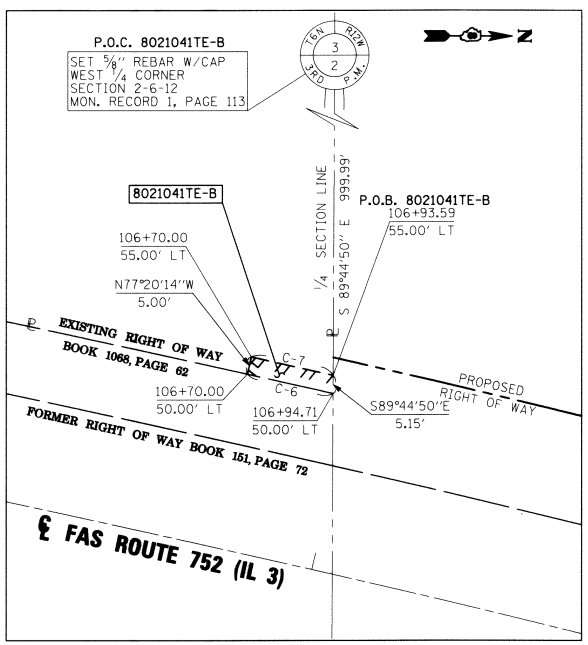 P.O.C. 8021041TE-B
SET 5/8" REBAR W/CAP
WEST 1/4 CORNER
SECTION 2-6-12
MON. RECORD 1, PAGE 113
T6N R12W
3
2
3RD P.M.
N
1/4 SECTION LINE
S 89°44'50" E 999.99'
8021041TE-B
P.O.B. 8021041TE-B
106+93.59
55.00' LT
106+70.00
55.00' LT
N77°20'14"W
5.00'
EXISTING RIGHT OF WAY
BOOK 1068, PAGE 62
C-7
C-6
PROPOSED
RIGHT OF WAY
106+70.00
50.00' LT
106+94.71
50.00' LT
S89°44'50"E
5.15'
FORMER RIGHT OF WAY BOOK 151, PAGE 72
℄ FAS ROUTE 752 (IL 3)